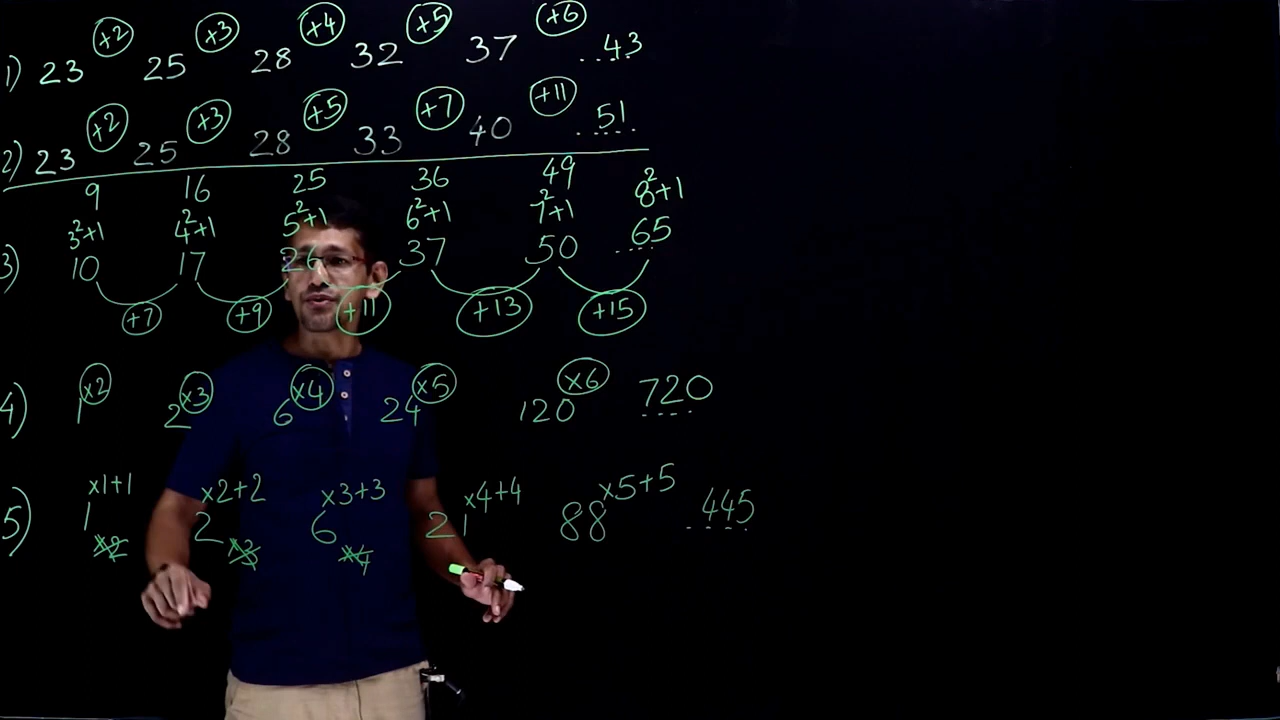 +2 +3 +4 +5 +6
1) 23 25 28 32 37 43
+2 +3 +5 +7 +11
2) 23 25 28 33 40 51
9 16 25 36 49
3²+1 4²+1 5²+1 6²+1 7²+1 8²+1
3) 10 17 26 37 50 65
+7 +9 +11 +13 +15
×2 ×3 ×4 ×5 ×6
4) 1 2 6 24 120 720
×1+1 ×2+2 ×3+3 ×4+4 ×5+5
5) 1 2 6 21 88 445
×2 ×3 ×4